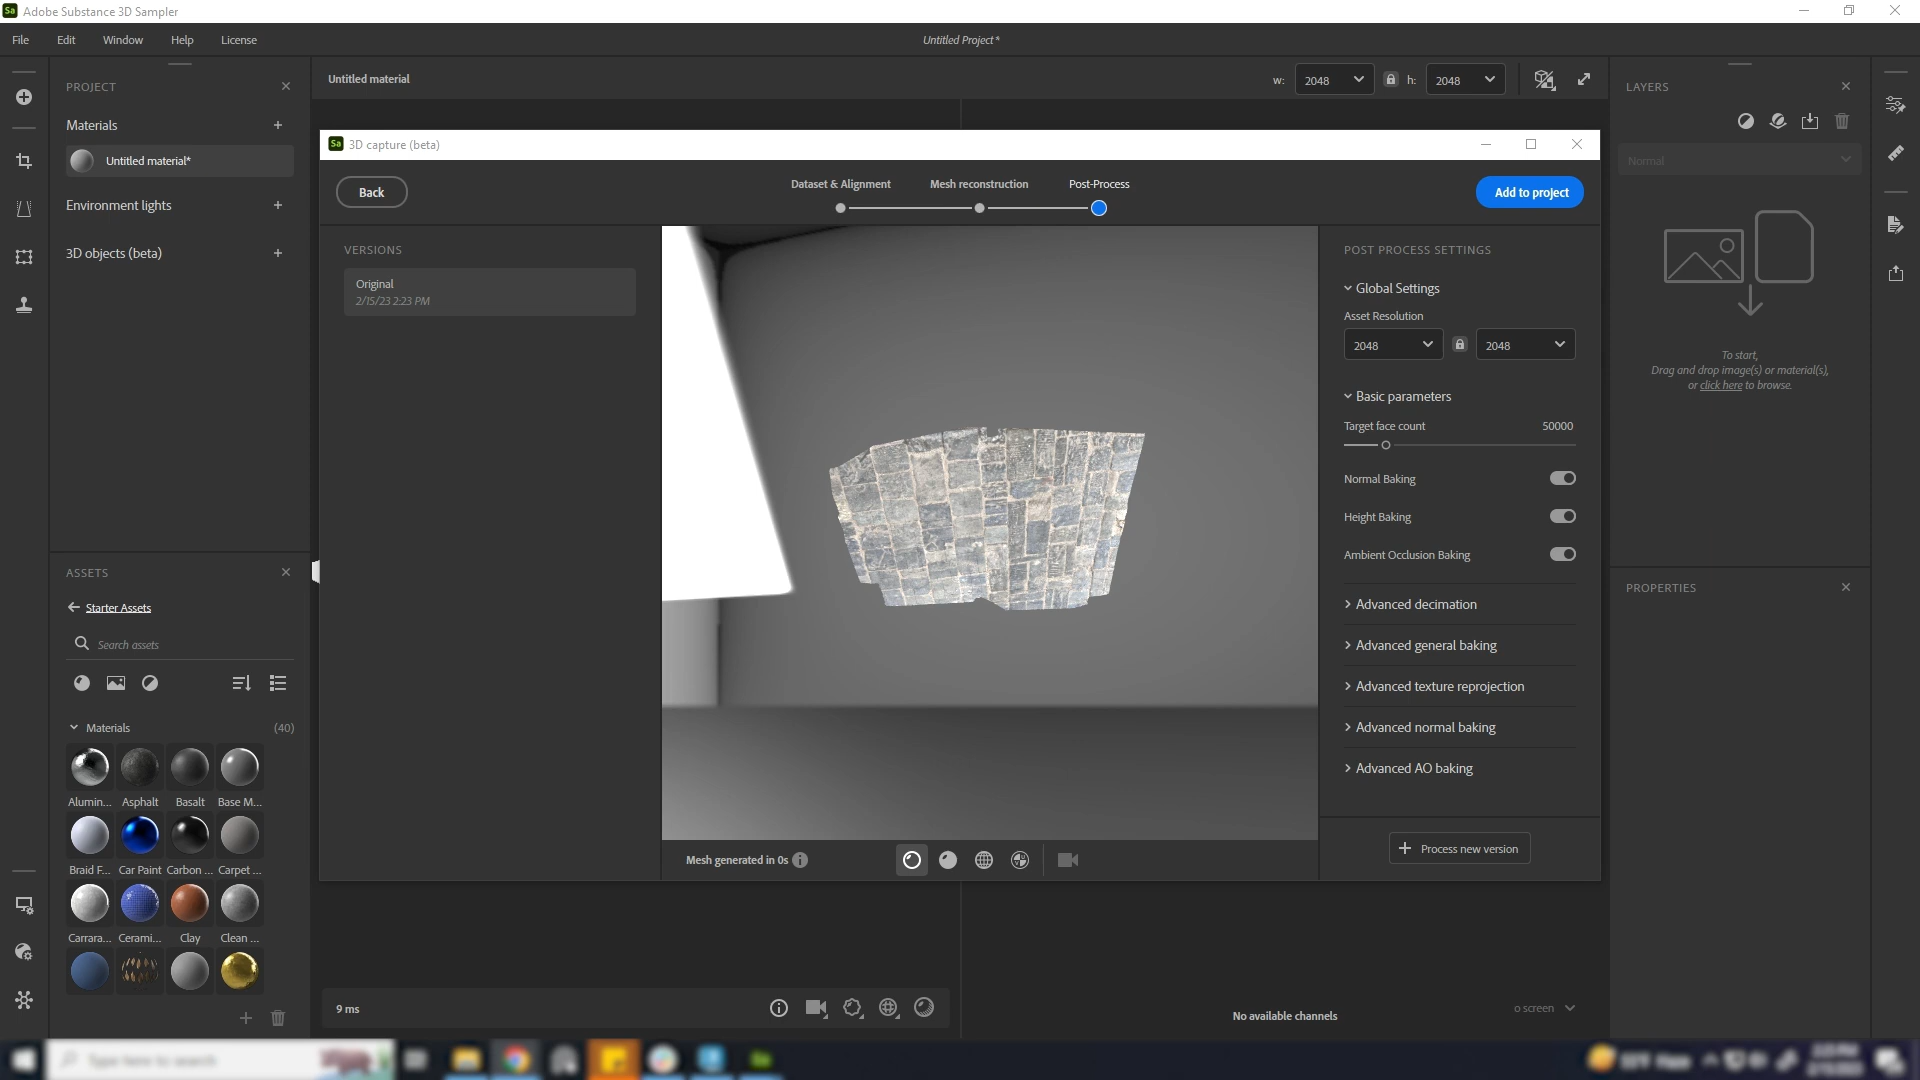 Sa Adobe Substance 3D Sampler
File Edit Window Help License
Untitled Project*
PROJECT
Materials
Untitled material*
Environment lights
3D objects (beta)
ASSETS
Starter Assets
Search assets
Materials (40)
Alumin... Asphalt Basalt Base M...
Braid F... Car Paint Carbon ... Carpet ...
Carrara... Cerami... Clay Clean ...
Untitled material
w: 2048 h: 2048
Sa 3D capture (beta)
Back
Dataset & Alignment Mesh reconstruction Post-Process
Add to project
VERSIONS
Original
2/15/23 2:23 PM
POST PROCESS SETTINGS
Global Settings
Asset Resolution
2048 2048
Basic parameters
Target face count 50000
Normal Baking
Height Baking
Ambient Occlusion Baking
Advanced decimation
Advanced general baking
Advanced texture reprojection
Advanced normal baking
Advanced AO baking
Process new version
Mesh generated in 0s
9 ms
No available channels
o screen
LAYERS
Normal
To start,
Drag and drop image(s) or material(s),
or click here to browse.
PROPERTIES
Type here to search